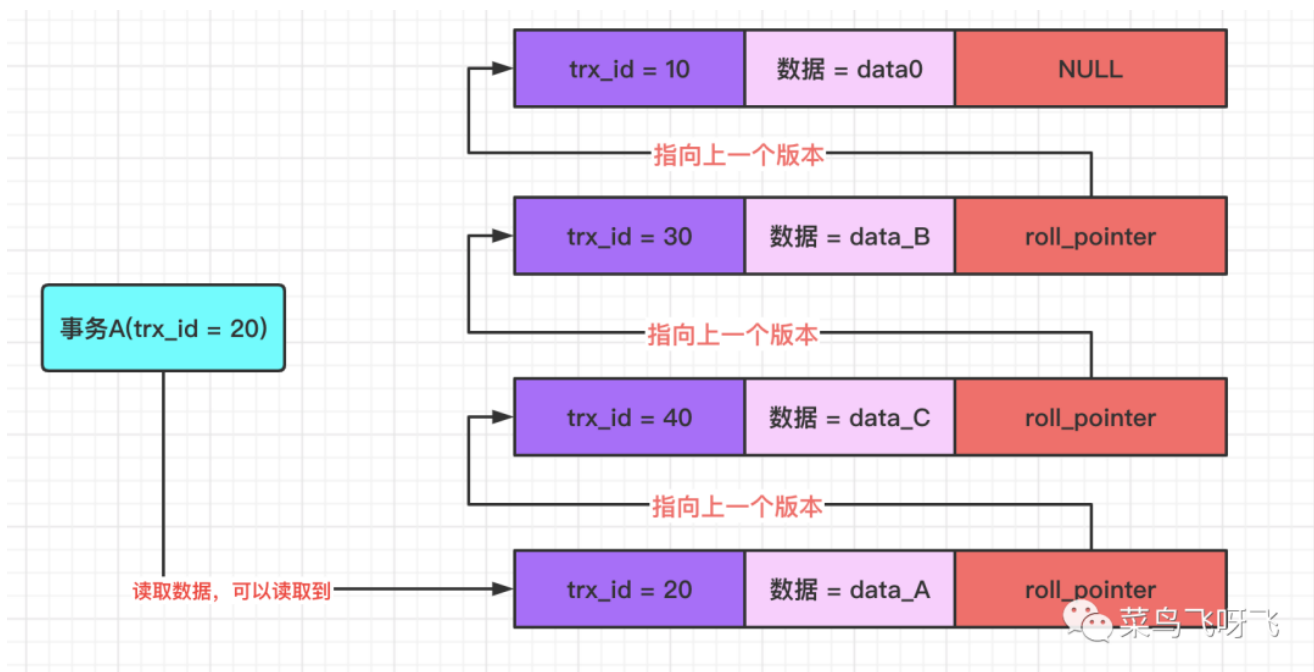 trx_id = 10 数据 = data0 NULL
指向上一个版本
trx_id = 30 数据 = data_B roll_pointer
事务A(trx_id = 20)
指向上一个版本
trx_id = 40 数据 = data_C roll_pointer
指向上一个版本
读取数据，可以读取到
trx_id = 20 数据 = data_A roll_pointer
菜鸟飞呀飞